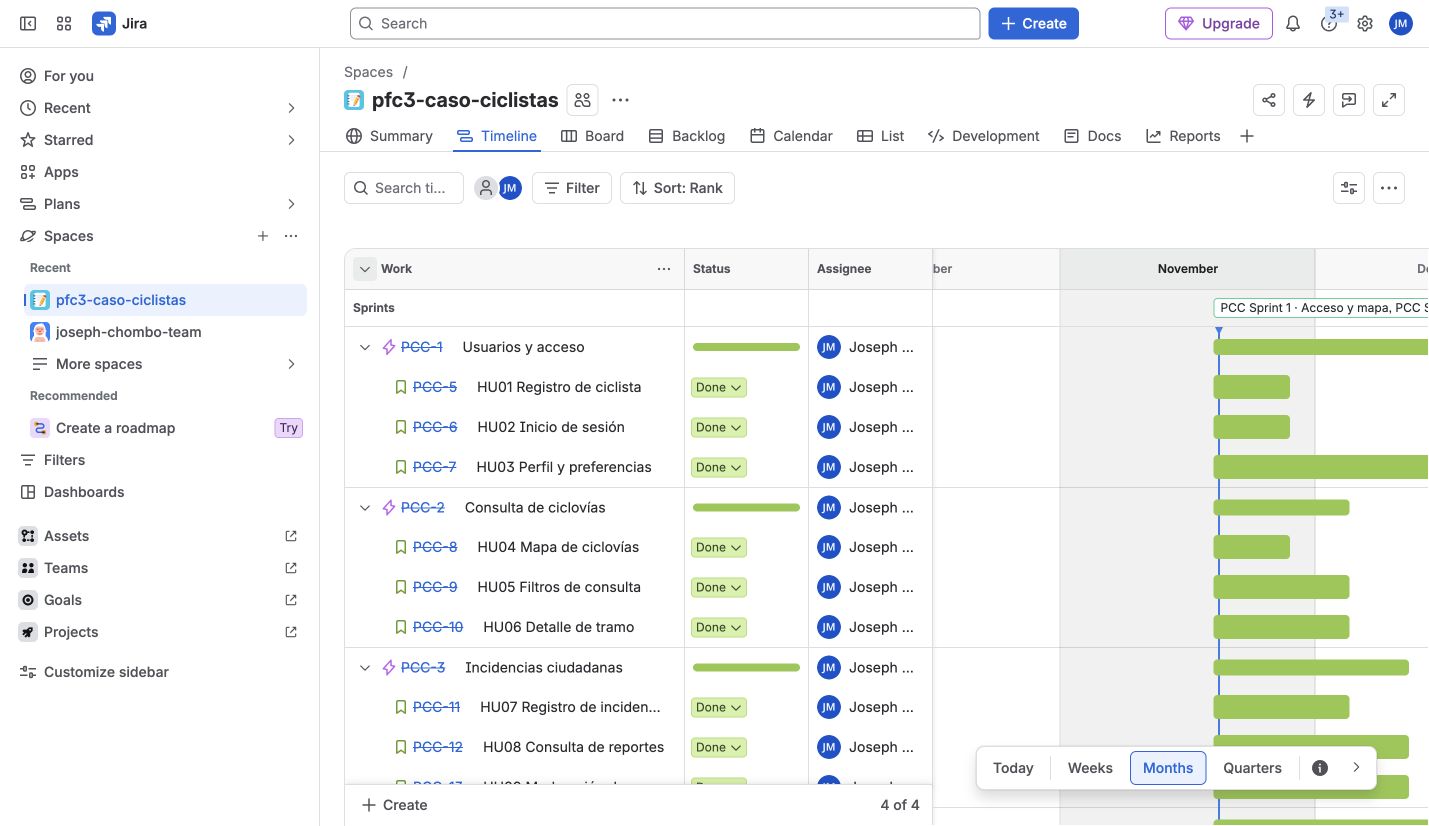 Jira
Search
Create
Upgrade
3+
JM
For you
Recent
Starred
Apps
Plans
Spaces
Recent
pfc3-caso-ciclistas
joseph-chombo-team
More spaces
Recommended
Create a roadmap
Try
Filters
Dashboards
Assets
Teams
Goals
Projects
Customize sidebar
Spaces /
pfc3-caso-ciclistas
Summary Timeline Board Backlog Calendar List Development Docs Reports
Search ti... JM Filter Sort: Rank
Work Status Assignee ber November
Sprints PCC Sprint 1 · Acceso y mapa, PCC
PCC-1 Usuarios y acceso JM Joseph ...
PCC-5 HU01 Registro de ciclista Done JM Joseph ...
PCC-6 HU02 Inicio de sesión Done JM Joseph ...
PCC-7 HU03 Perfil y preferencias Done JM Joseph ...
PCC-2 Consulta de ciclovías JM Joseph ...
PCC-8 HU04 Mapa de ciclovías Done JM Joseph ...
PCC-9 HU05 Filtros de consulta Done JM Joseph ...
PCC-10 HU06 Detalle de tramo Done JM Joseph ...
PCC-3 Incidencias ciudadanas JM Joseph ...
PCC-11 HU07 Registro de inciden... Done JM Joseph ...
PCC-12 HU08 Consulta de reportes Done JM Joseph ...
Today Weeks Months Quarters
Create 4 of 4